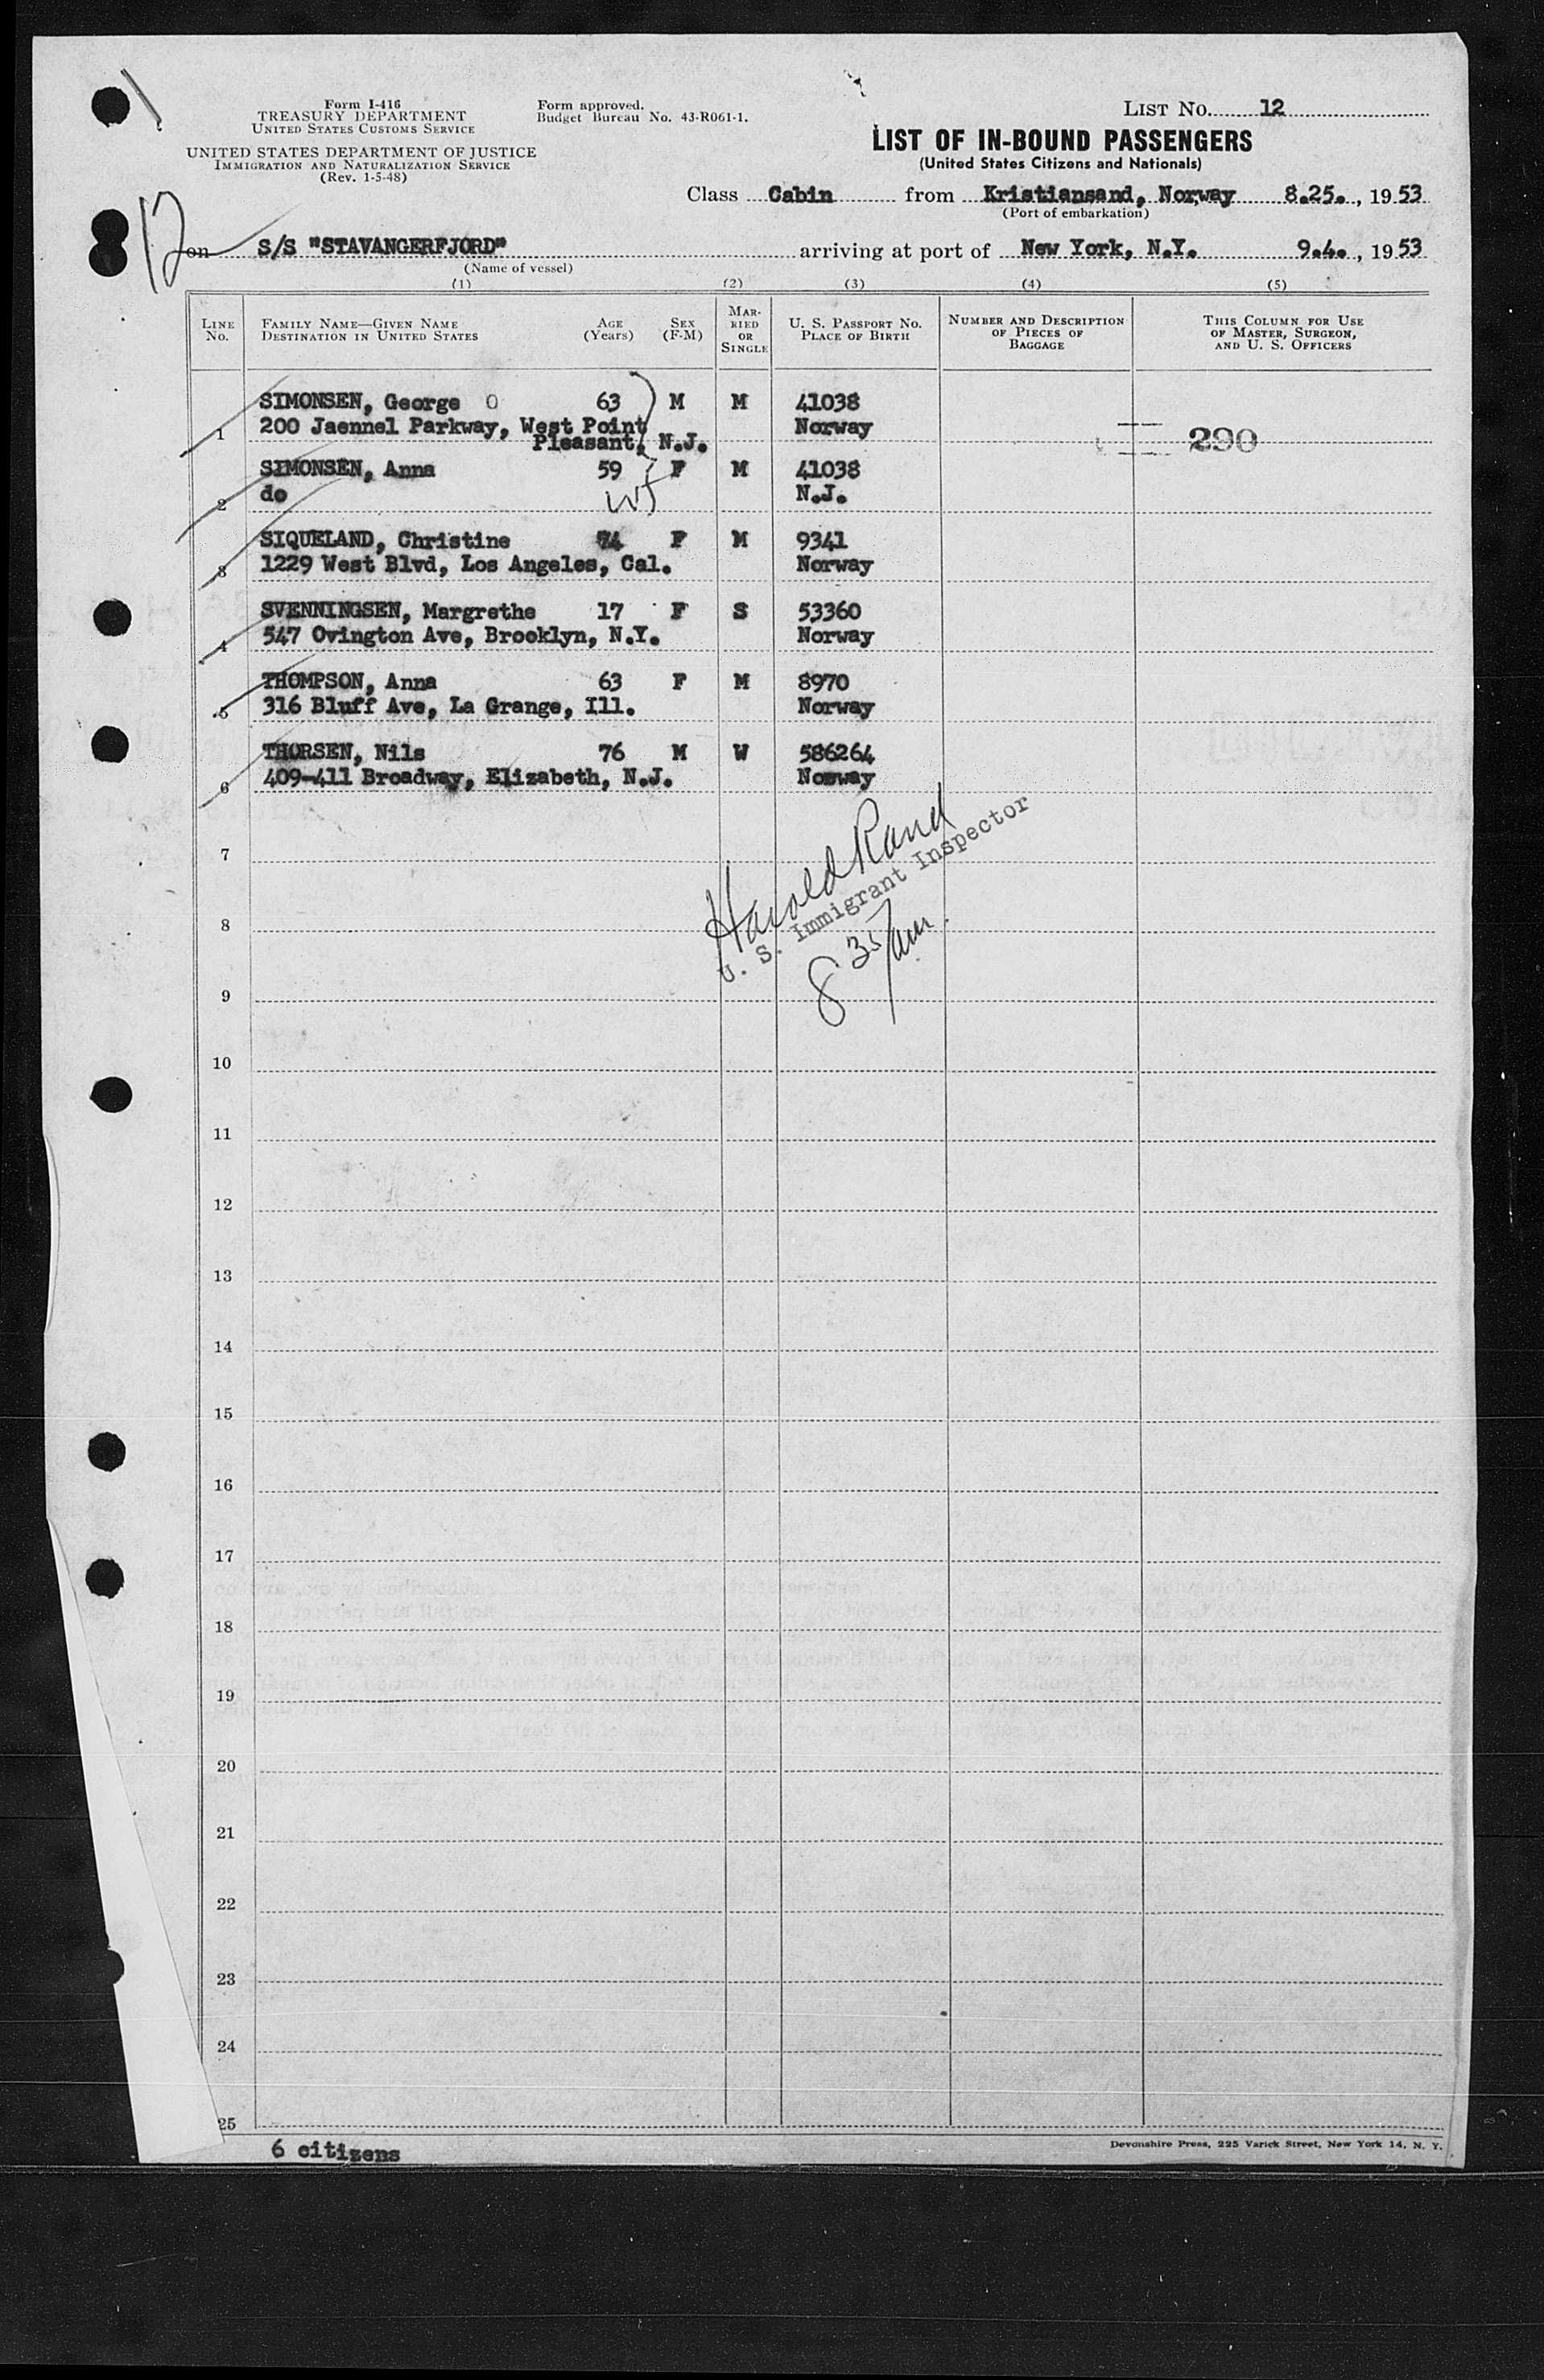 Form I-416
TREASURY DEPARTMENT
UNITED STATES CUSTOMS SERVICE
UNITED STATES DEPARTMENT OF JUSTICE
IMMIGRATION AND NATURALIZATION SERVICE
(Rev. 1-5-48)
Form approved.
Budget Bureau No. 43-R061-1.
LIST No. 12
LIST OF IN-BOUND PASSENGERS
(United States Citizens and Nationals)
Class Cabin from Kristiansand, Norway 8.25., 1953
(Port of embarkation)
12
on S/S "STAVANGERFJORD" arriving at port of New York, N.Y. 9.4., 1953
(Name of vessel)
(1) (2) (3) (4) (5)
LINE No. FAMILY NAME—GIVEN NAME DESTINATION IN UNITED STATES AGE (Years) SEX (F-M) MARRIED OR SINGLE U. S. PASSPORT No. PLACE OF BIRTH NUMBER AND DESCRIPTION OF PIECES OF BAGGAGE THIS COLUMN FOR USE OF MASTER, SURGEON, AND U. S. OFFICERS
SIMONSEN, George O 63 M M 41038
1 200 Jaennel Parkway, West Point Norway
Pleasant, N.J. 290
SIMONSEN, Anna 59 F M 41038
2 do wf N.J.
SIQUELAND, Christine 74 F M 9341
3 1229 West Blvd, Los Angeles, Cal. Norway
SVENNINGSEN, Margrethe 17 F S 53360
4 547 Ovington Ave, Brooklyn, N.Y. Norway
THOMPSON, Anna 63 F M 8970
5 316 Bluff Ave, La Grange, Ill. Norway
THORSEN, Nils 76 M W 586264
6 409-411 Broadway, Elizabeth, N.J. Norway
Harold Rand
U. S. Immigrant Inspector
8 35/am.
7
8
9
10
11
12
13
14
15
16
17
18
19
20
21
22
23
24
25
6 citizens
Devonshire Press, 225 Varick Street, New York 14, N. Y.